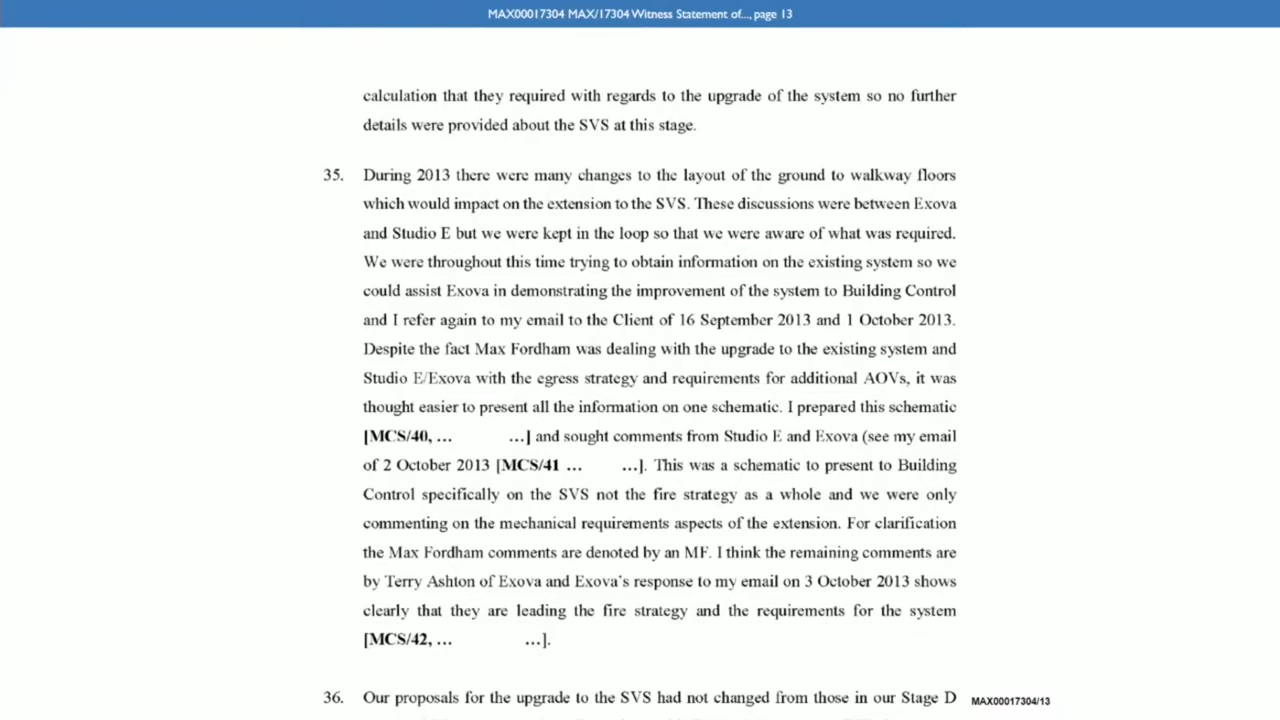 MAX00017304 MAX/17304 Witness Statement of..., page 13
calculation that they required with regards to the upgrade of the system so no further
details were provided about the SVS at this stage.
35. During 2013 there were many changes to the layout of the ground to walkway floors
which would impact on the extension to the SVS. These discussions were between Exova
and Studio E but we were kept in the loop so that we were aware of what was required.
We were throughout this time trying to obtain information on the existing system so we
could assist Exova in demonstrating the improvement of the system to Building Control
and I refer again to my email to the Client of 16 September 2013 and 1 October 2013.
Despite the fact Max Fordham was dealing with the upgrade to the existing system and
Studio E/Exova with the egress strategy and requirements for additional AOVs, it was
thought easier to present all the information on one schematic. I prepared this schematic
[MCS/40, ... ...] and sought comments from Studio E and Exova (see my email
of 2 October 2013 [MCS/41 ... ...]. This was a schematic to present to Building
Control specifically on the SVS not the fire strategy as a whole and we were only
commenting on the mechanical requirements aspects of the extension. For clarification
the Max Fordham comments are denoted by an MF. I think the remaining comments are
by Terry Ashton of Exova and Exova's response to my email on 3 October 2013 shows
clearly that they are leading the fire strategy and the requirements for the system
[MCS/42, ... ...].
36. Our proposals for the upgrade to the SVS had not changed from those in our Stage D
MAX00017304/13